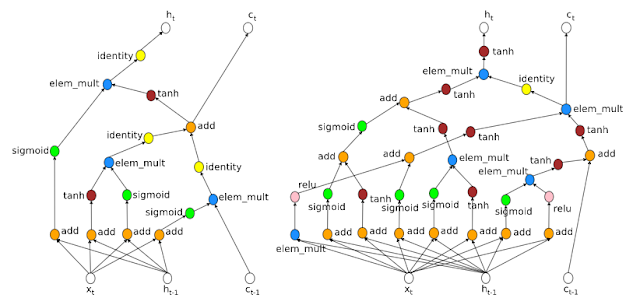 h_t c_t h_t c_t
identity tanh
elem_mult elem_mult
tanh identity
add tanh
add elem_mult
sigmoid tanh
identity add tanh
sigmoid add add add
elem_mult elem_mult
identity elem_mult tanh
relu
tanh sigmoid elem_mult sigmoid tanh sigmoid sigmoid tanh sigmoid relu
sigmoid
add add add add elem_mult add add add add add add add
x_t h_t-1 c_t-1 x_t h_t-1 c_t-1